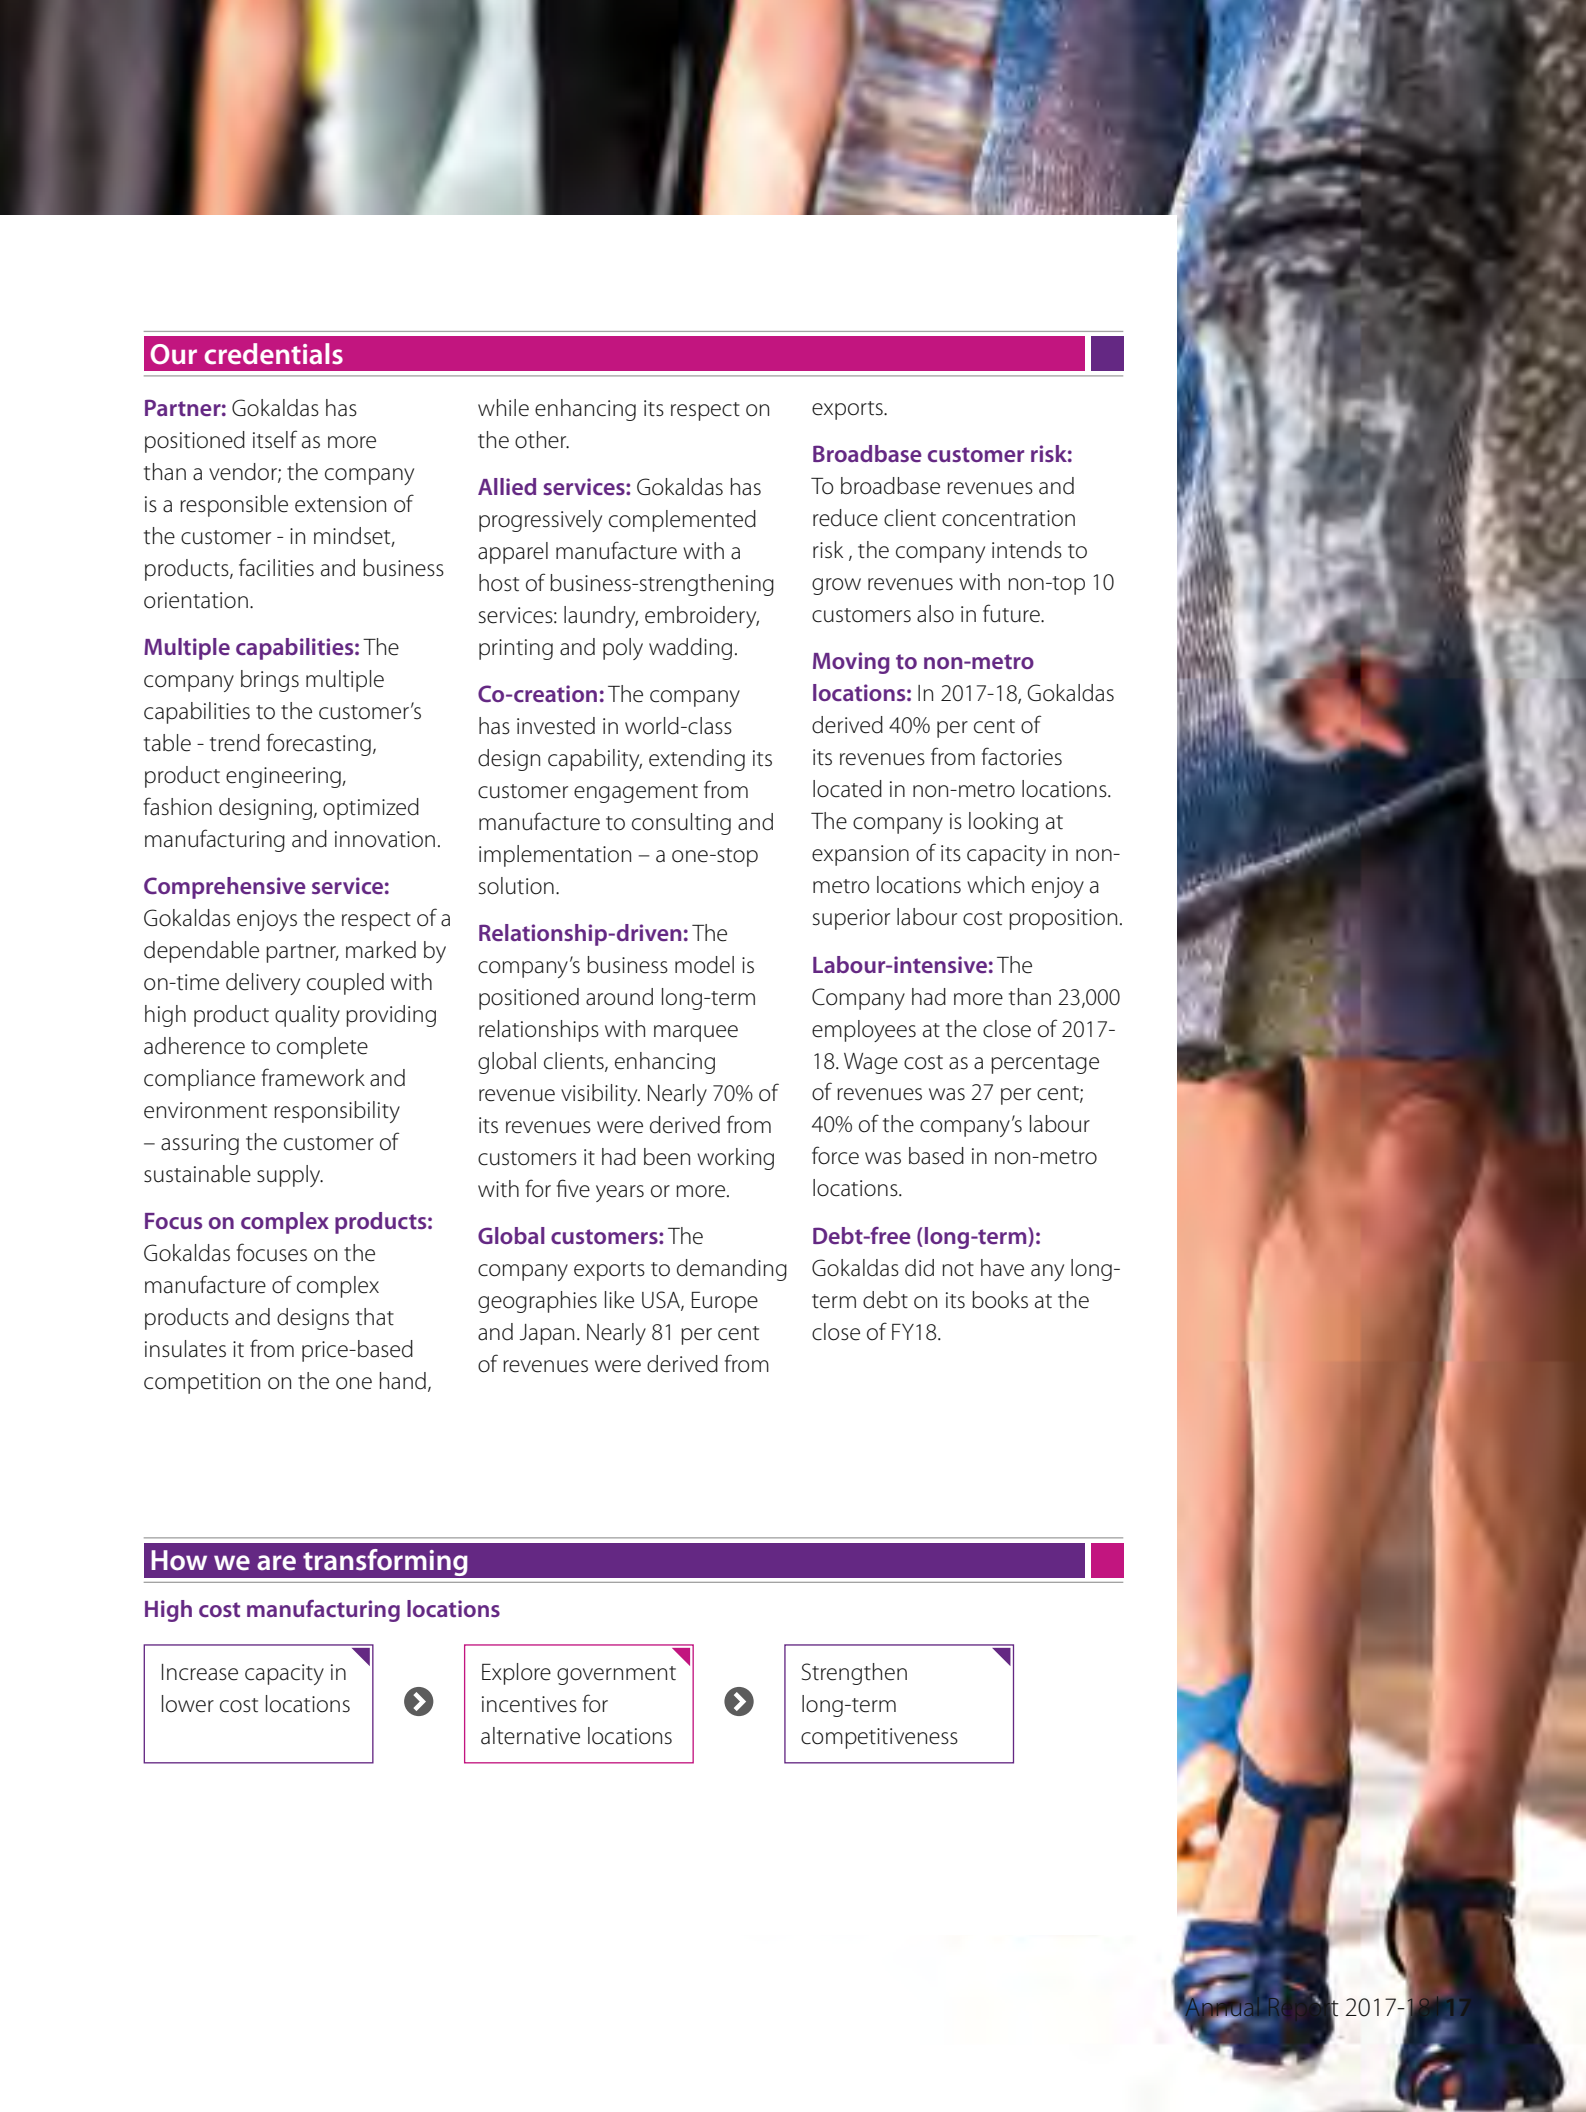 Our credentials
Partner: Gokaldas has
positioned itself as more
than a vendor; the company
is a responsible extension of
the customer - in mindset,
products, facilities and business
orientation.
Multiple capabilities: The
company brings multiple
capabilities to the customer’s
table - trend forecasting,
product engineering,
fashion designing, optimized
manufacturing and innovation.
Comprehensive service:
Gokaldas enjoys the respect of a
dependable partner, marked by
on-time delivery coupled with
high product quality providing
adherence to complete
compliance framework and
environment responsibility
– assuring the customer of
sustainable supply.
Focus on complex products:
Gokaldas focuses on the
manufacture of complex
products and designs that
insulates it from price-based
competition on the one hand,
while enhancing its respect on
the other.
Allied services: Gokaldas has
progressively complemented
apparel manufacture with a
host of business-strengthening
services: laundry, embroidery,
printing and poly wadding.
Co-creation: The company
has invested in world-class
design capability, extending its
customer engagement from
manufacture to consulting and
implementation – a one-stop
solution.
Relationship-driven: The
company’s business model is
positioned around long-term
relationships with marquee
global clients, enhancing
revenue visibility. Nearly 70% of
its revenues were derived from
customers it had been working
with for five years or more.
Global customers: The
company exports to demanding
geographies like USA, Europe
and Japan. Nearly 81 per cent
of revenues were derived from
exports.
Broadbase customer risk:
To broadbase revenues and
reduce client concentration
risk , the company intends to
grow revenues with non-top 10
customers also in future.
Moving to non-metro
locations: In 2017-18, Gokaldas
derived 40% per cent of
its revenues from factories
located in non-metro locations.
The company is looking at
expansion of its capacity in non-
metro locations which enjoy a
superior labour cost proposition.
Labour-intensive: The
Company had more than 23,000
employees at the close of 2017-
18. Wage cost as a percentage
of revenues was 27 per cent;
40% of the company’s labour
force was based in non-metro
locations.
Debt-free (long-term):
Gokaldas did not have any long-
term debt on its books at the
close of FY18.
How we are transforming
High cost manufacturing locations
Increase capacity in
lower cost locations
Explore government
incentives for
alternative locations
Strengthen
long-term
competitiveness
Annual Report 2017-18 | 17